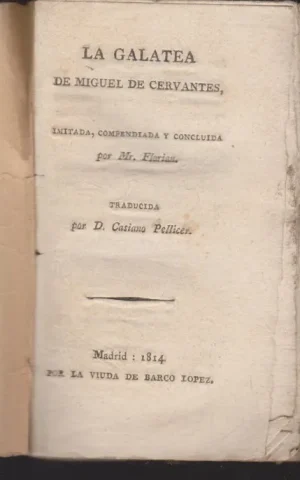 LA GALATEA
DE MIGUEL DE CERVANTES,
IMITADA, COMPENDIADA Y CONCLUIDA
por Mr. Florian.
TRADUCIDA
por D. Casiano Pellicer.
Madrid : 1814.
POR LA VIUDA DE BARCO LOPEZ.